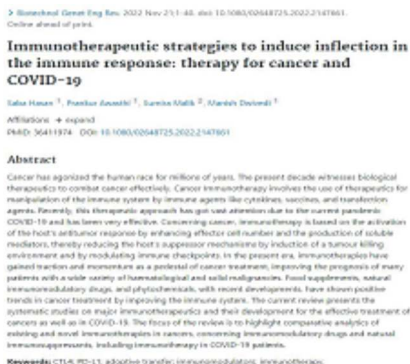 > Biotechnol Genet Eng Rev. 2022 Nov 21:1-40. doi: 10.1080/02648725.2022.2147661.
Online ahead of print.
Immunotherapeutic strategies to induce inflection in
the immune response: therapy for cancer and
COVID-19
Saba Hasan 1, Prankur Awasthi 1, Sumira Malik 2, Manish Dwivedi 1
Affiliations + expand
PMID: 36411974 DOI: 10.1080/02648725.2022.2147661
Abstract
Cancer has agonized the human race for millions of years. The present decade witnesses biological
therapeutics to combat cancer effectively. Cancer Immunotherapy involves the use of therapeutics for
manipulation of the immune system by immune agents like cytokines, vaccines, and transfection
agents. Recently, this therapeutic approach has got vast attention due to the current pandemic
COVID-19 and has been very effective. Concerning cancer, immunotherapy is based on the activation
of the host's antitumor response by enhancing effector cell number and the production of soluble
mediators, thereby reducing the host's suppressor mechanisms by induction of a tumour killing
environment and by modulating immune checkpoints. In the present era, immunotherapies have
gained traction and momentum as a pedestal of cancer treatment, improving the prognosis of many
patients with a wide variety of haematological and solid malignancies. Food supplements, natural
immunomodulatory drugs, and phytochemicals, with recent developments, have shown positive
trends in cancer treatment by improving the immune system. The current review presents the
systematic studies on major immunotherapeutics and their development for the effective treatment of
cancers as well as in COVID-19. The focus of the review is to highlight comparative analytics of
existing and novel immunotherapies in cancers, concerning immunomodulatory drugs and natural
immunosuppressants, including immunotherapy in COVID-19 patients.
Keywords: CTLA; PD-L1; adoptive transfer; immunomodulators; immunotherapy.